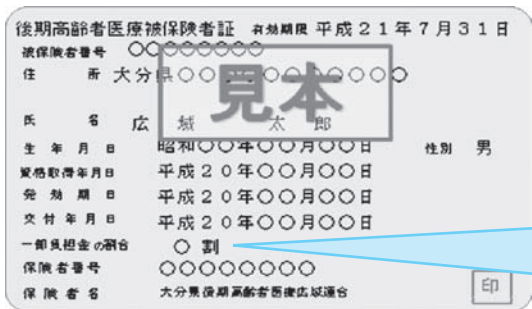 後期高齢者医療被保険者証 有効期限 平成21年7月31日
被保険者番号 ○○○○○○○○
住所 大分県○○○○○○○○○○
見本
氏名 広域 太郎
生年月日 昭和○○年○○月○○日 性別 男
資格取得年月日 平成20年○○月○○日
発効期日 平成20年○○月○○日
交付年月日 平成20年○○月○○日
一部負担金の割合 ○割
保険者番号 ○○○○○○○○
保険者名 大分県後期高齢者医療広域連合
印